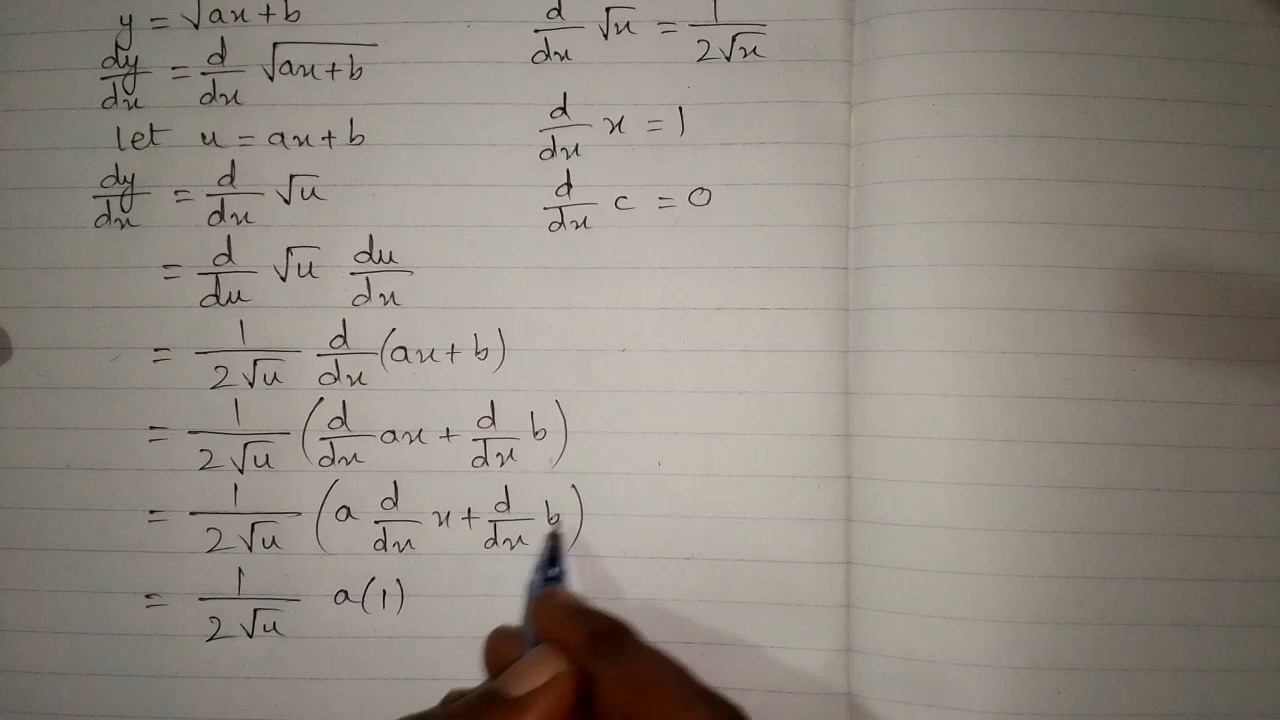 y = √ax+b
dy/dx = d/dx √ax+b
let u = ax+b
dy/dx = d/dx √u
= d/du √u du/dx
= 1/2√u d/dx (ax+b)
= 1/2√u (d/dx ax + d/dx b)
= 1/2√u (a d/dx x + d/dx b)
= 1/2√u a(1)
d/dx √x = 1/2√x
d/dx x = 1
d/dx c = 0